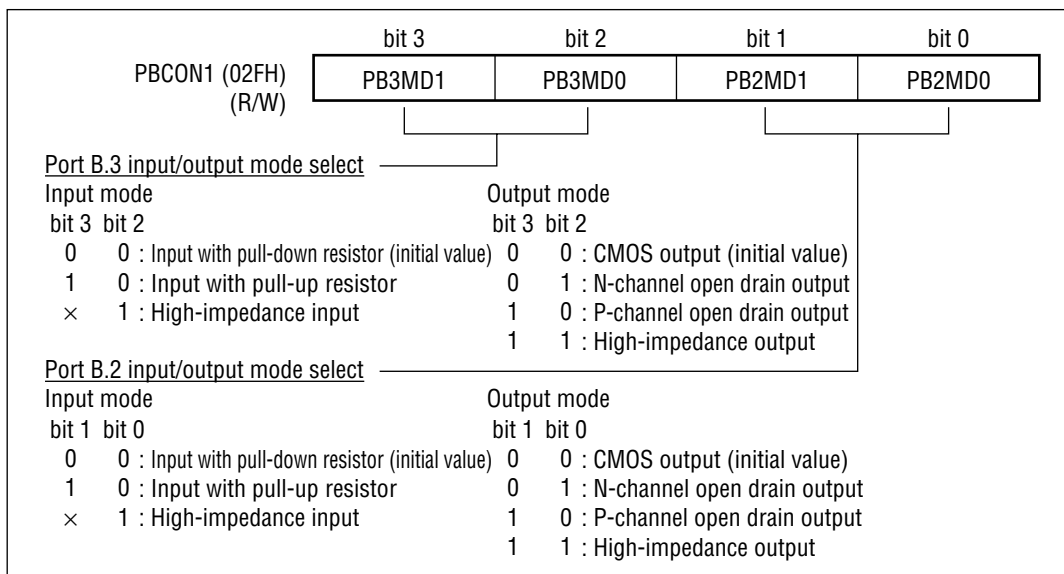 bit 3 bit 2 bit 1 bit 0
PBCON1 (02FH) PB3MD1 PB3MD0 PB2MD1 PB2MD0
(R/W)
Port B.3 input/output mode select
Input mode Output mode
bit 3 bit 2 bit 3 bit 2
0 0 : Input with pull-down resistor (initial value) 0 0 : CMOS output (initial value)
1 0 : Input with pull-up resistor 0 1 : N-channel open drain output
× 1 : High-impedance input 1 0 : P-channel open drain output
1 1 : High-impedance output
Port B.2 input/output mode select
Input mode Output mode
bit 1 bit 0 bit 1 bit 0
0 0 : Input with pull-down resistor (initial value) 0 0 : CMOS output (initial value)
1 0 : Input with pull-up resistor 0 1 : N-channel open drain output
× 1 : High-impedance input 1 0 : P-channel open drain output
1 1 : High-impedance output